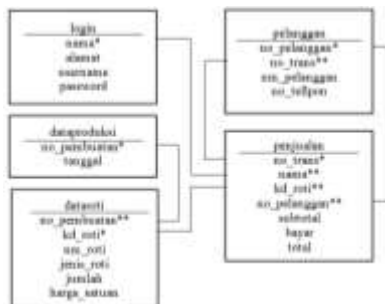 login
nama*
alamat
username
password
dataproduksi
no_pembuatan*
tanggal
dataroti
no_pembuatan**
kd_roti*
nm_roti
jenis_roti
jumlah
harga_satuan
pelanggan
no_pelanggan*
no_trans**
nm_pelanggan
no_telpon
penjualan
no_trans*
nama**
kd_roti**
no_pelanggan**
subtotal
bayar
total